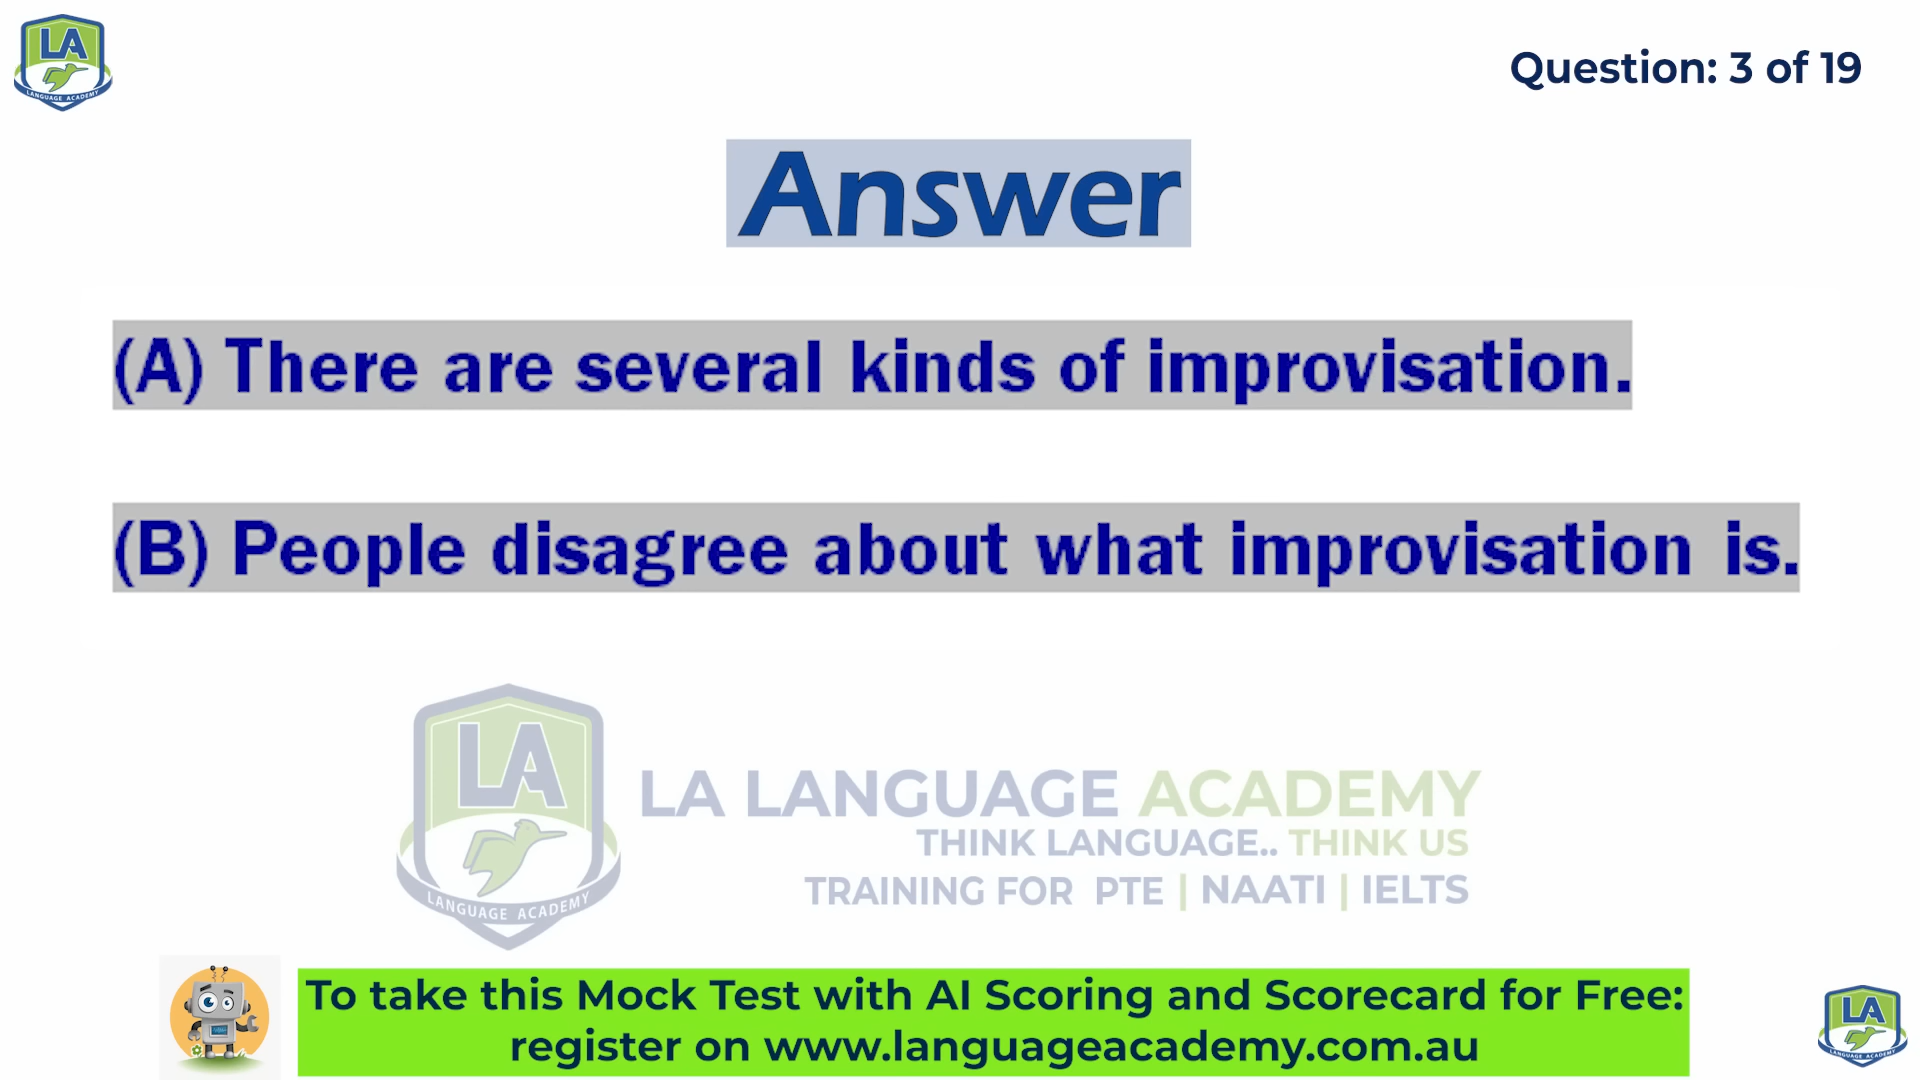 LA
LANGUAGE ACADEMY
Question: 3 of 19
Answer
(A) There are several kinds of improvisation.
(B) People disagree about what improvisation is.
LA
LANGUAGE ACADEMY
LA LANGUAGE ACADEMY
THINK LANGUAGE.. THINK US
TRAINING FOR PTE | NAATI | IELTS
To take this Mock Test with AI Scoring and Scorecard for Free:
register on www.languageacademy.com.au
LA
LANGUAGE ACADEMY